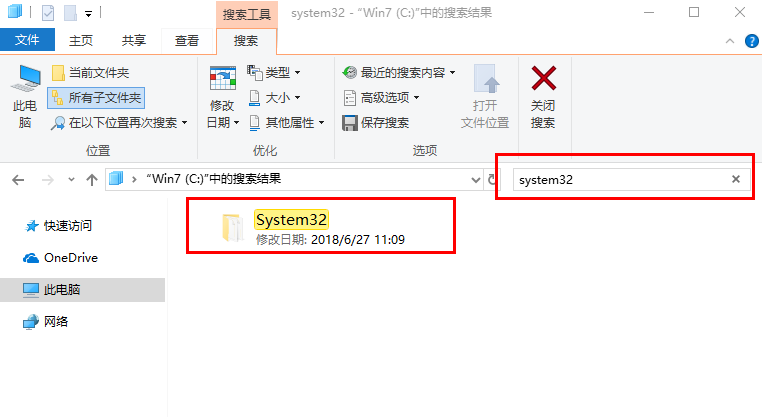 搜索工具
system32 - “Win7 (C:)”中的搜索结果
文件 主页 共享 查看 搜索
此电脑
当前文件夹
所有子文件夹
在以下位置再次搜索
位置
修改日期
类型
大小
其他属性
优化
最近的搜索内容
高级选项
保存搜索
打开文件位置
选项
关闭搜索
“Win7 (C:)”中的搜索结果
system32
快速访问
OneDrive
此电脑
网络
System32
修改日期: 2018/6/27 11:09